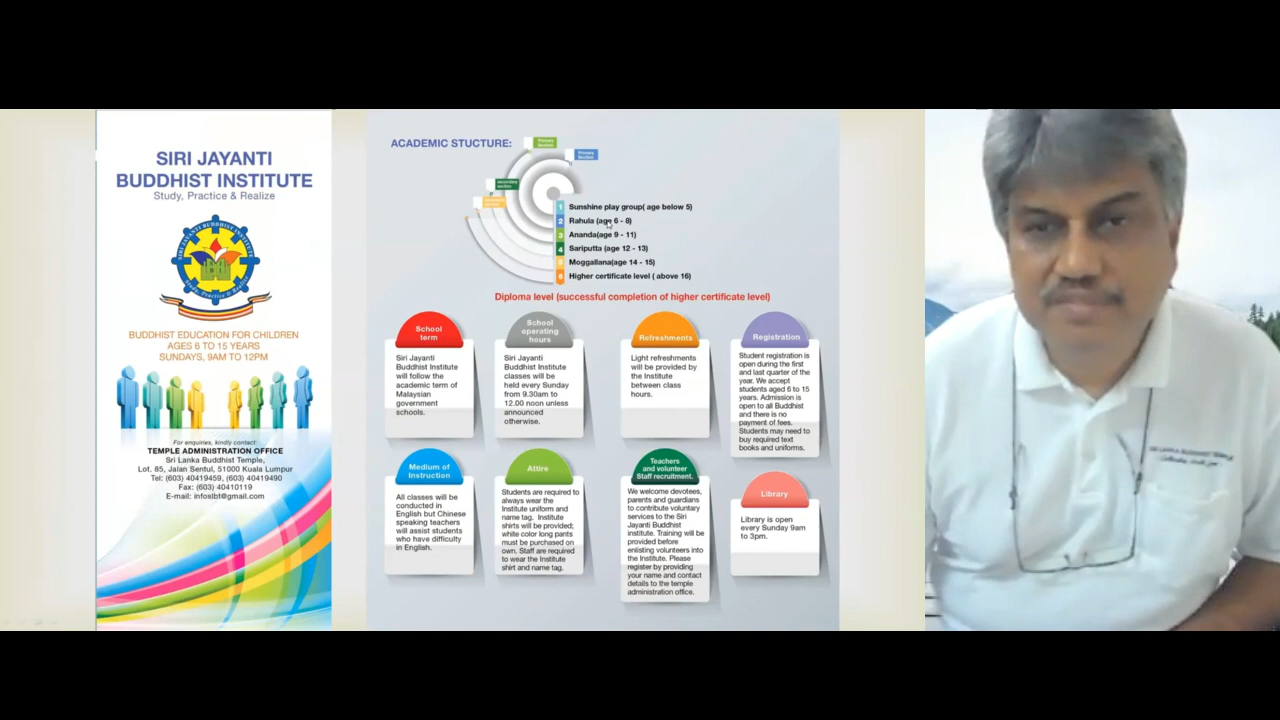 SIRI JAYANTI
BUDDHIST INSTITUTE
Study, Practice & Realize
SIRI JAYANTI BUDDHIST INSTITUTE
Study, Practice & Realize
BUDDHIST EDUCATION FOR CHILDREN
AGES 6 TO 15 YEARS
SUNDAYS, 9AM TO 12PM
For enquiries, kindly contact:
TEMPLE ADMINISTRATION OFFICE
Sri Lanka Buddhist Temple,
Lot. 85, Jalan Sentul, 51000 Kuala Lumpur
Tel: (603) 40419459, (603) 40419490
Fax: (603) 40410119
E-mail: infoslbt@gmail.com
ACADEMIC STUCTURE:
Primary
Section
Primary
Section
secondary
section
secondary
section
1 Sunshine play group( age below 5)
2 Rahula (age 6 - 8)
3 Ananda(age 9 - 11)
4 Sariputta (age 12 - 13)
5 Moggallana(age 14 - 15)
6 Higher certificate level ( above 16)
Diploma level (successful completion of higher certificate level)
School
term
Siri Jayanti
Buddhist Institute
will follow the
academic term of
Malaysian
government
schools.
School
operating
hours
Siri Jayanti
Buddhist Institute
classes will be
held every Sunday
from 9.30am to
12.00 noon unless
announced
otherwise.
Refreshments
Light refreshments
will be provided by
the Institute
between class
hours.
Registration
Student registration is
open during the first
and last quarter of the
year. We accept
students aged 6 to 15
years. Admission is
open to all Buddhist
and there is no
payment of fees.
Students may need to
buy required text
books and uniforms.
Medium of
Instruction
All classes will be
conducted in
English but Chinese
speaking teachers
will assist students
who have difficulty
in English.
Attire
Students are required to
always wear the
Institute uniform and
name tag. Institute
shirts will be provided;
white color long pants
must be purchased on
own. Staff are required
to wear the Institute
shirt and name tag.
Teachers
and volunteer
Staff recruitment.
We welcome devotees,
parents and guardians
to contribute voluntary
services to the Siri
Jayanti Buddhist
institute. Training will be
provided before
enlisting volunteers into
the Institute. Please
register by providing
your name and contact
details to the temple
administration office.
Library
Library is open
every Sunday 9am
to 3pm.